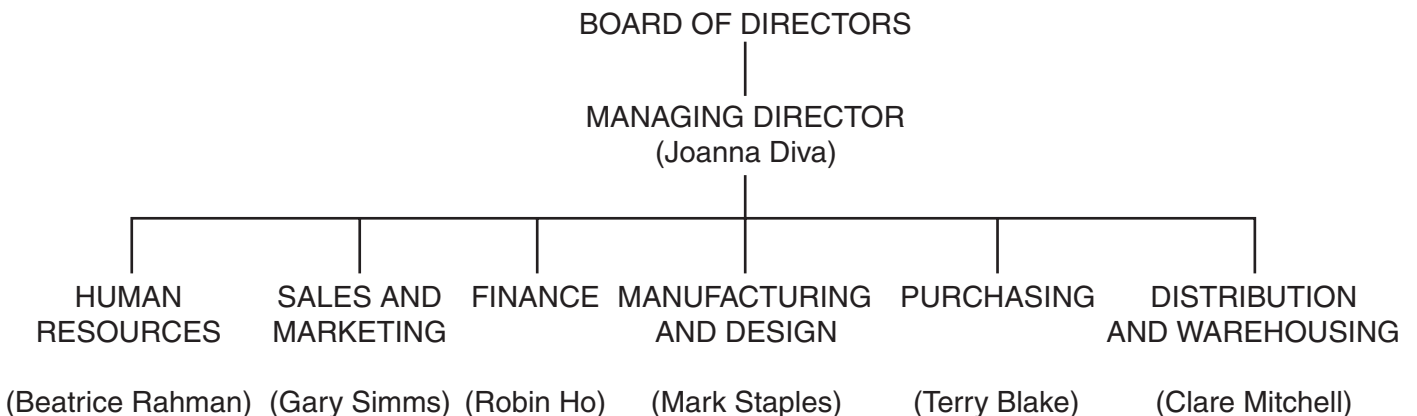 BOARD OF DIRECTORS
MANAGING DIRECTOR
(Joanna Diva)
HUMAN RESOURCES
SALES AND MARKETING
FINANCE
MANUFACTURING AND DESIGN
PURCHASING
DISTRIBUTION AND WAREHOUSING
(Beatrice Rahman) (Gary Simms) (Robin Ho) (Mark Staples) (Terry Blake) (Clare Mitchell)